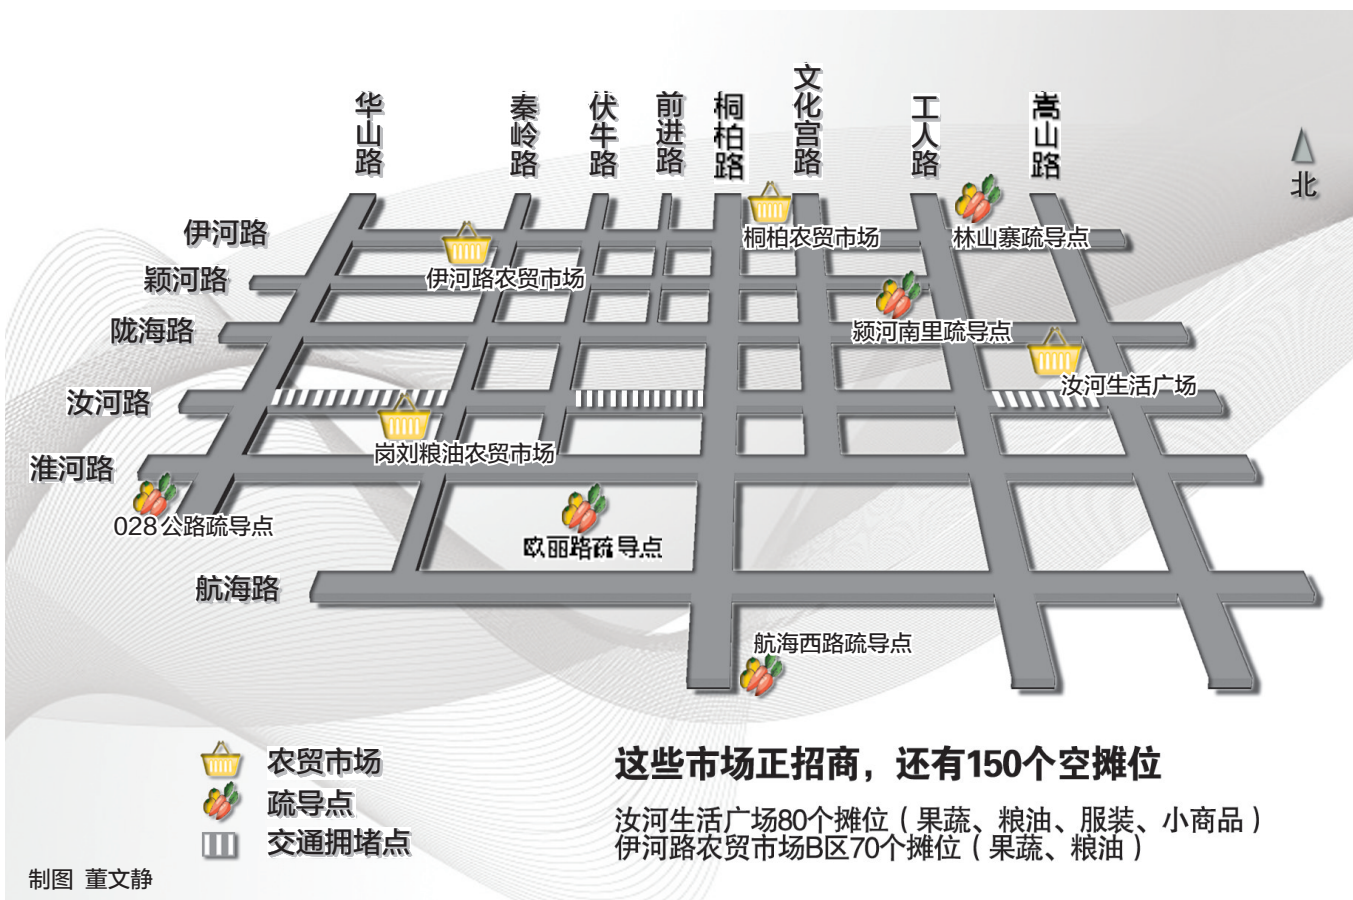 华山路
秦岭路
伏牛路
前进路
桐柏路
文化宫路
工人路
嵩山路
北
伊河路
颍河路
陇海路
汝河路
淮河路
航海路
桐柏农贸市场
林山寨疏导点
伊河路农贸市场
颍河南里疏导点
汝河生活广场
岗刘粮油农贸市场
028公路疏导点
欧丽路疏导点
航海西路疏导点
农贸市场
疏导点
交通拥堵点
这些市场正招商，还有150个空摊位
汝河生活广场80个摊位（果蔬、粮油、服装、小商品）
伊河路农贸市场B区70个摊位（果蔬、粮油）
制图 董文静